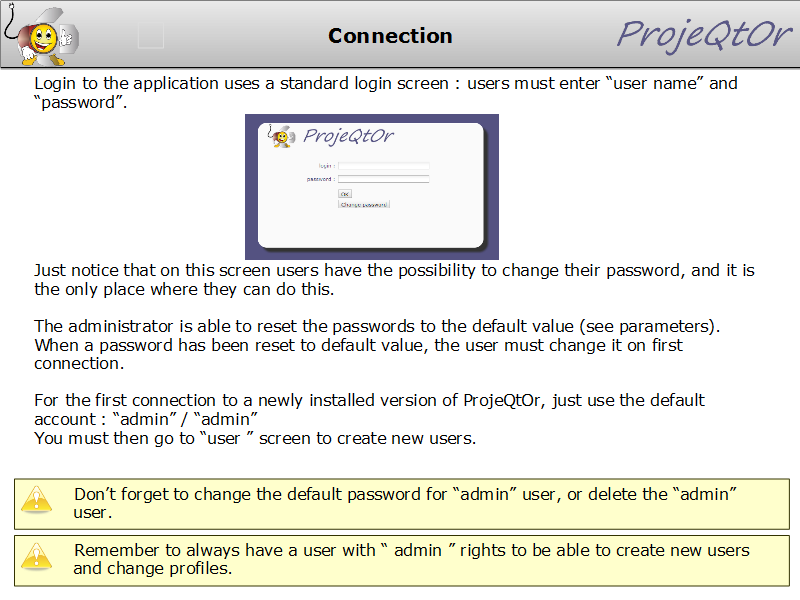 Connection
ProjeQtOr
Login to the application uses a standard login screen : users must enter “user name” and
“password”.
ProjeQtOr
login :
password :
OK
Change password
Just notice that on this screen users have the possibility to change their password, and it is
the only place where they can do this.
The administrator is able to reset the passwords to the default value (see parameters).
When a password has been reset to default value, the user must change it on first
connection.
For the first connection to a newly installed version of ProjeQtOr, just use the default
account : “admin” / “admin”
You must then go to “user ” screen to create new users.
Don’t forget to change the default password for “admin” user, or delete the “admin”
user.
Remember to always have a user with “ admin ” rights to be able to create new users
and change profiles.